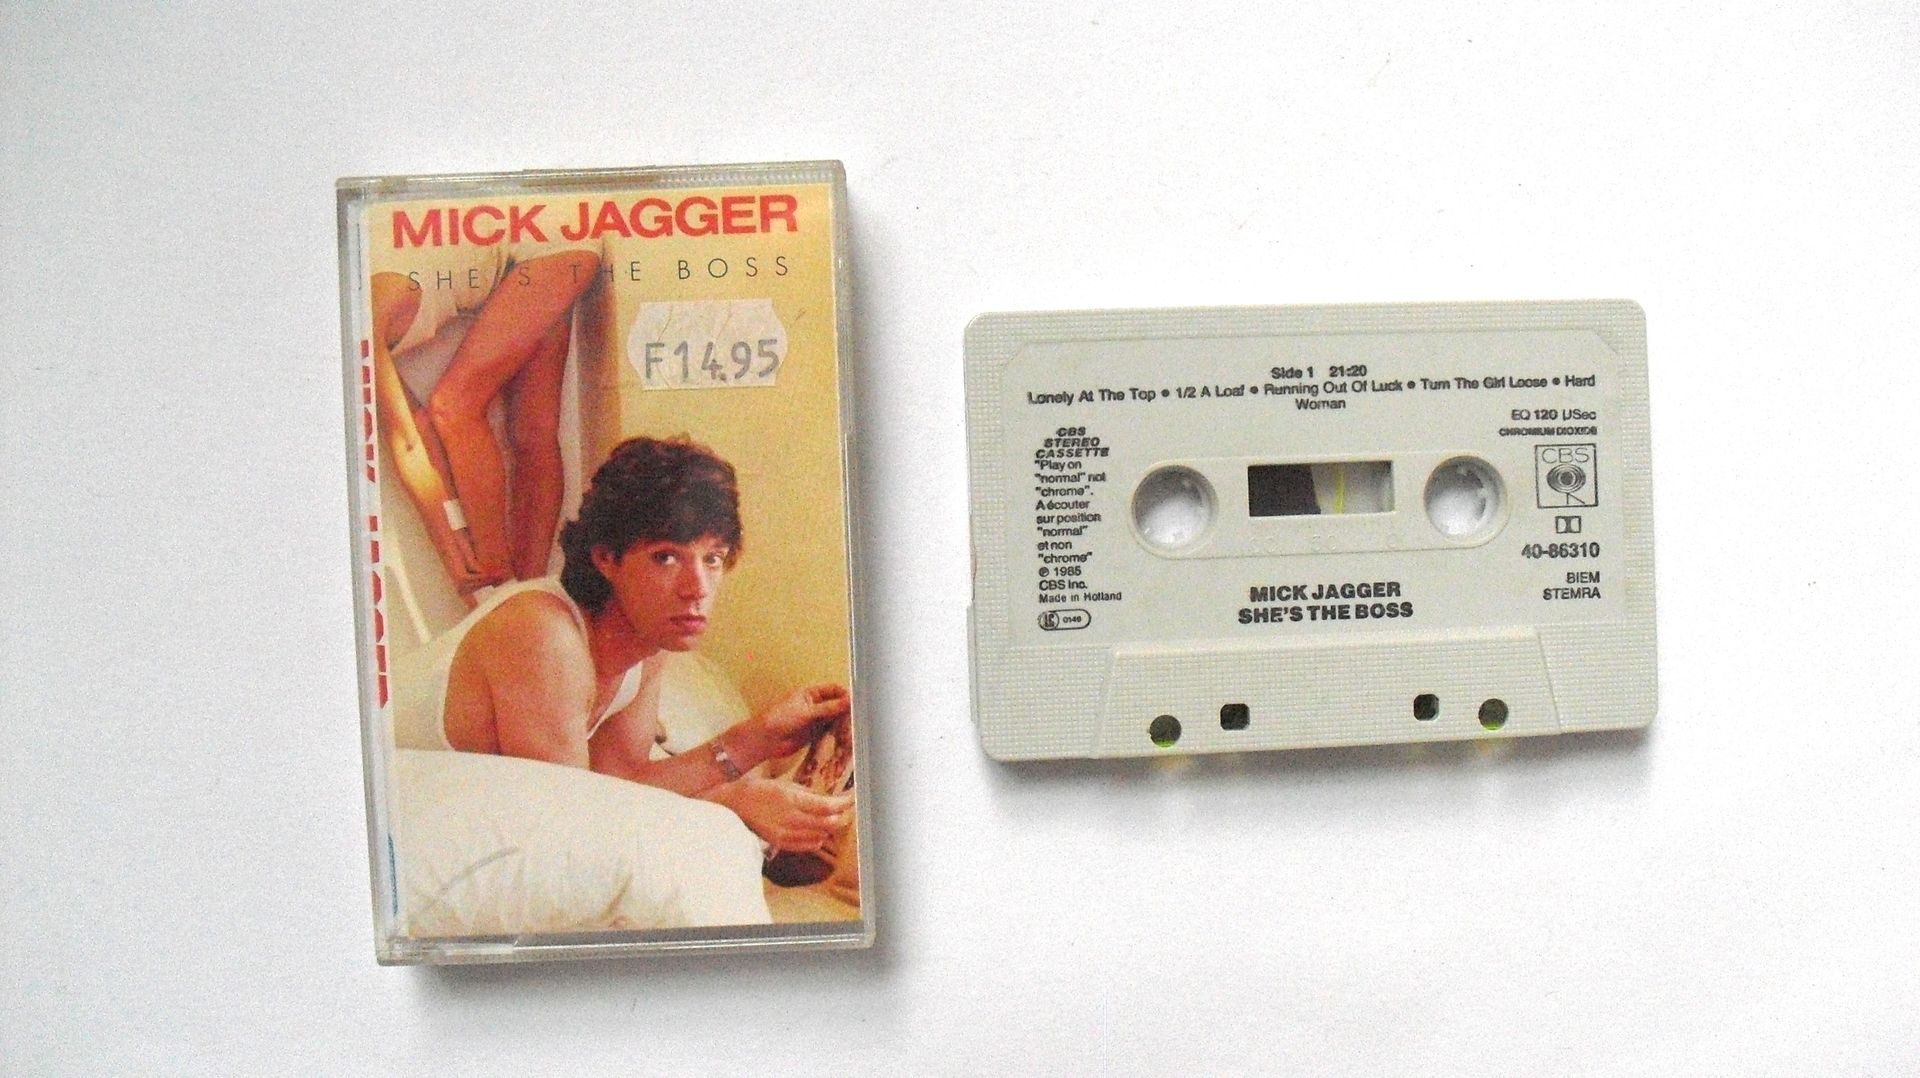 MICK JAGGER
SHE'S THE BOSS
F14.95
Side 1 21:20
Lonely At The Top • 1/2 A Loaf • Running Out Of Luck • Turn The Girl Loose • Hard
Woman
EQ 120 µSec
CHROMIUM DIOXIDE
CBS
STEREO
CASSETTE
"Play on
"normal" not
"chrome".
A écouter
sur position
"normal"
et non
"chrome"
℗ 1985
CBS Inc.
Made in Holland
LC 0149
CBS
40-86310
BIEM
STEMRA
MICK JAGGER
SHE'S THE BOSS